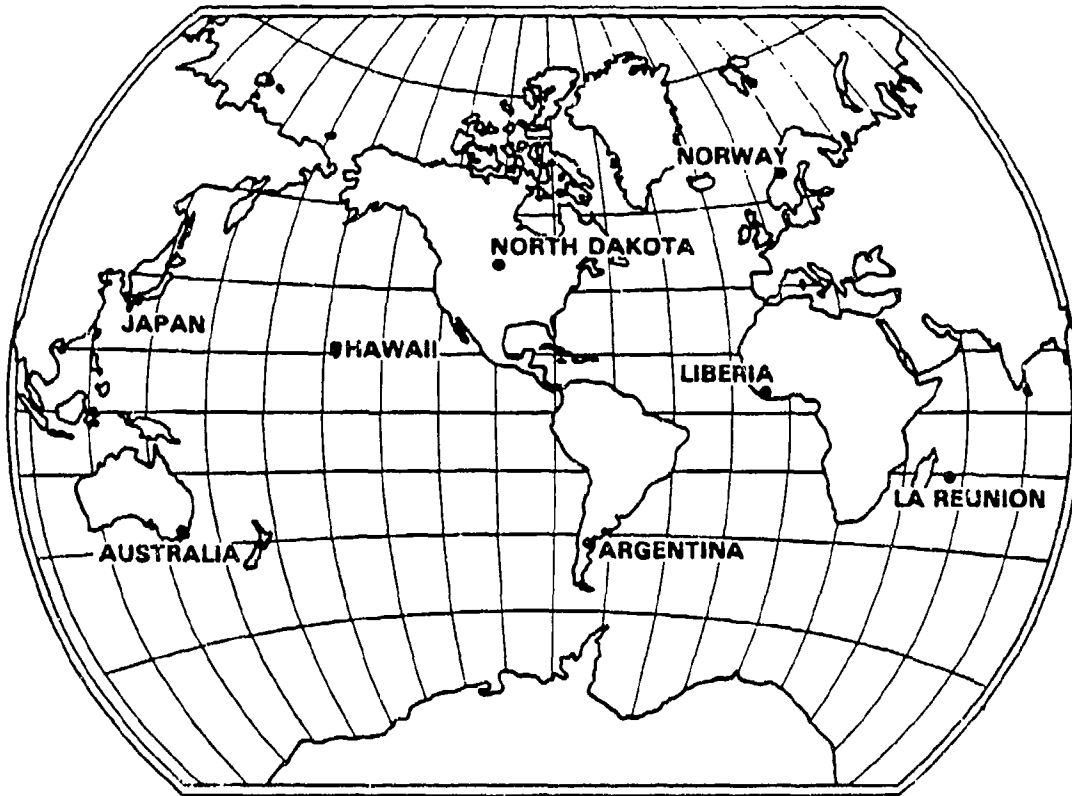 NORWAY
NORTH DAKOTA
JAPAN
HAWAII
LIBERIA
LA REUNION
AUSTRALIA
ARGENTINA